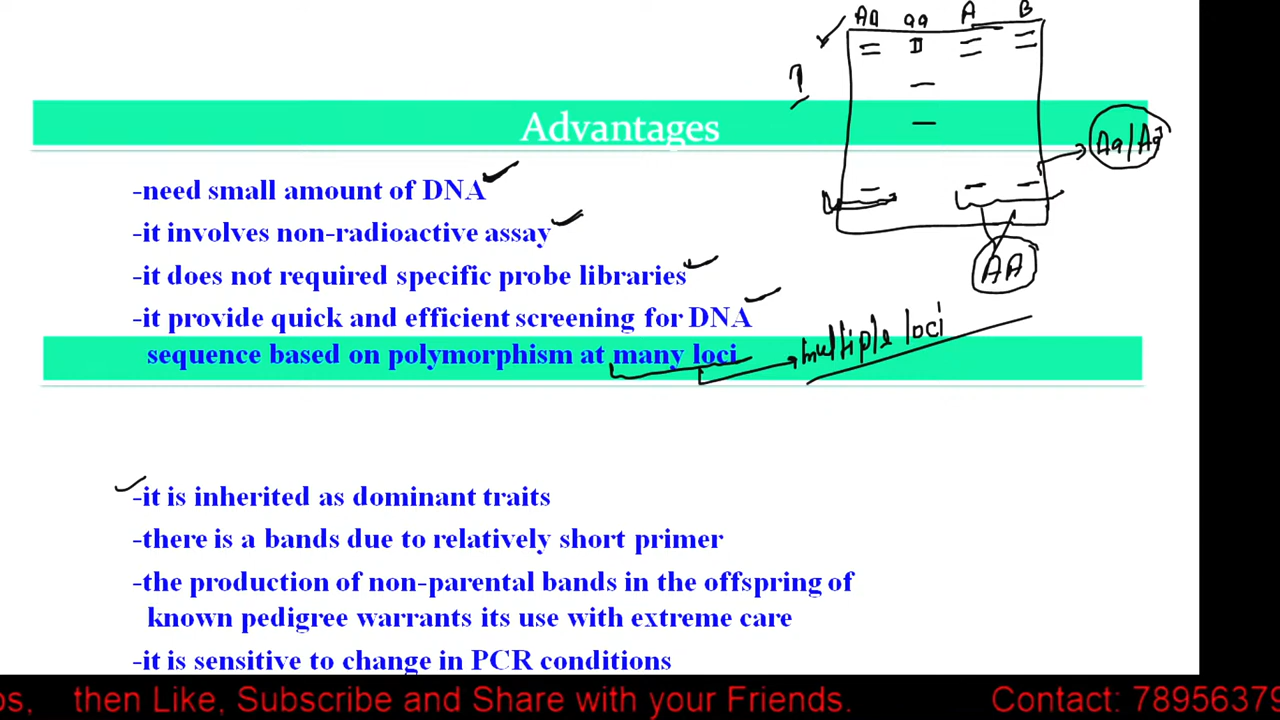 AA aa A B
Advantages
-need small amount of DNA
-it involves non-radioactive assay
-it does not required specific probe libraries
-it provide quick and efficient screening for DNA
sequence based on polymorphism at many loci
multiple loci
AA
-it is inherited as dominant traits
-there is a bands due to relatively short primer
-the production of non-parental bands in the offspring of
known pedigree warrants its use with extreme care
-it is sensitive to change in PCR conditions
then Like, Subscribe and Share with your Friends.
Contact: